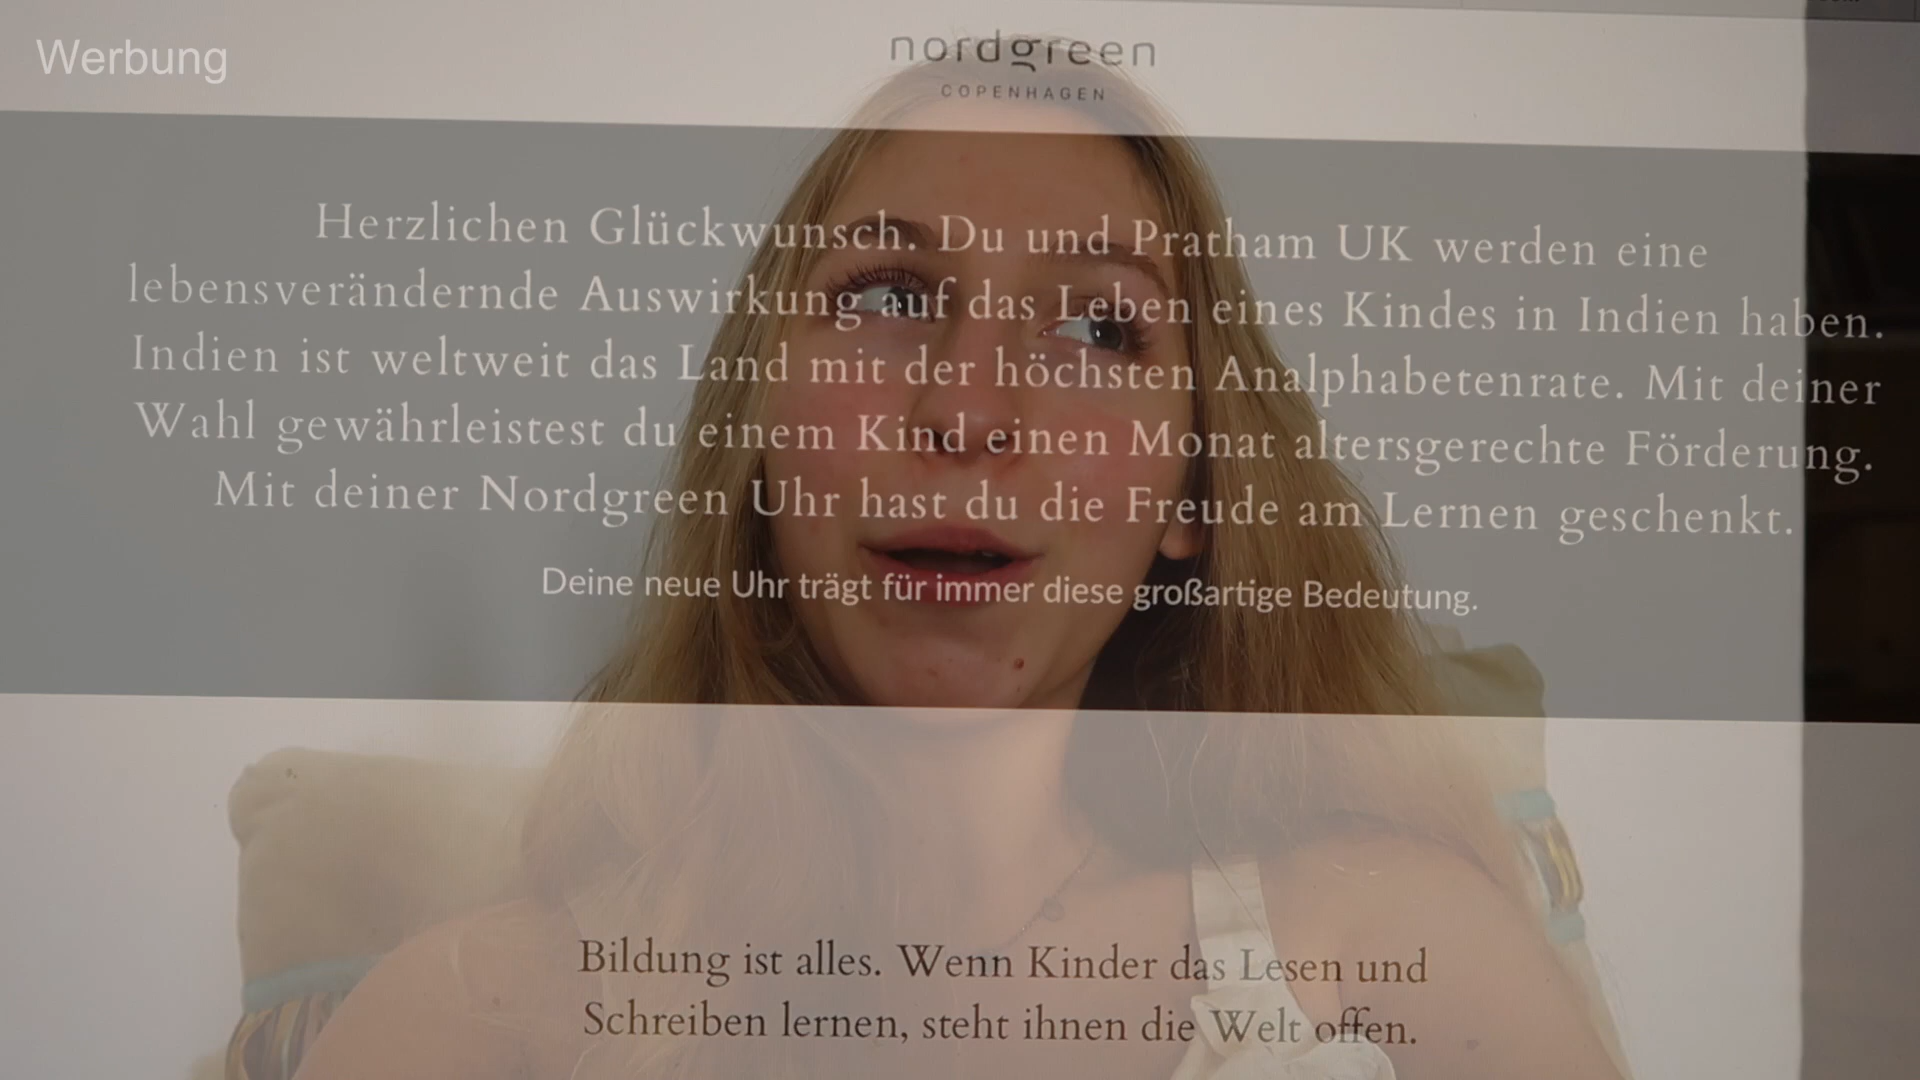 Werbung
nordgreen
COPENHAGEN
Herzlichen Glückwunsch. Du und Pratham UK werden eine
lebensverändernde Auswirkung auf das Leben eines Kindes in Indien haben.
Indien ist weltweit das Land mit der höchsten Analphabetenrate. Mit deiner
Wahl gewährleistest du einem Kind einen Monat altersgerechte Förderung.
Mit deiner Nordgreen Uhr hast du die Freude am Lernen geschenkt.
Deine neue Uhr trägt für immer diese großartige Bedeutung.
Bildung ist alles. Wenn Kinder das Lesen und
Schreiben lernen, steht ihnen die Welt offen.